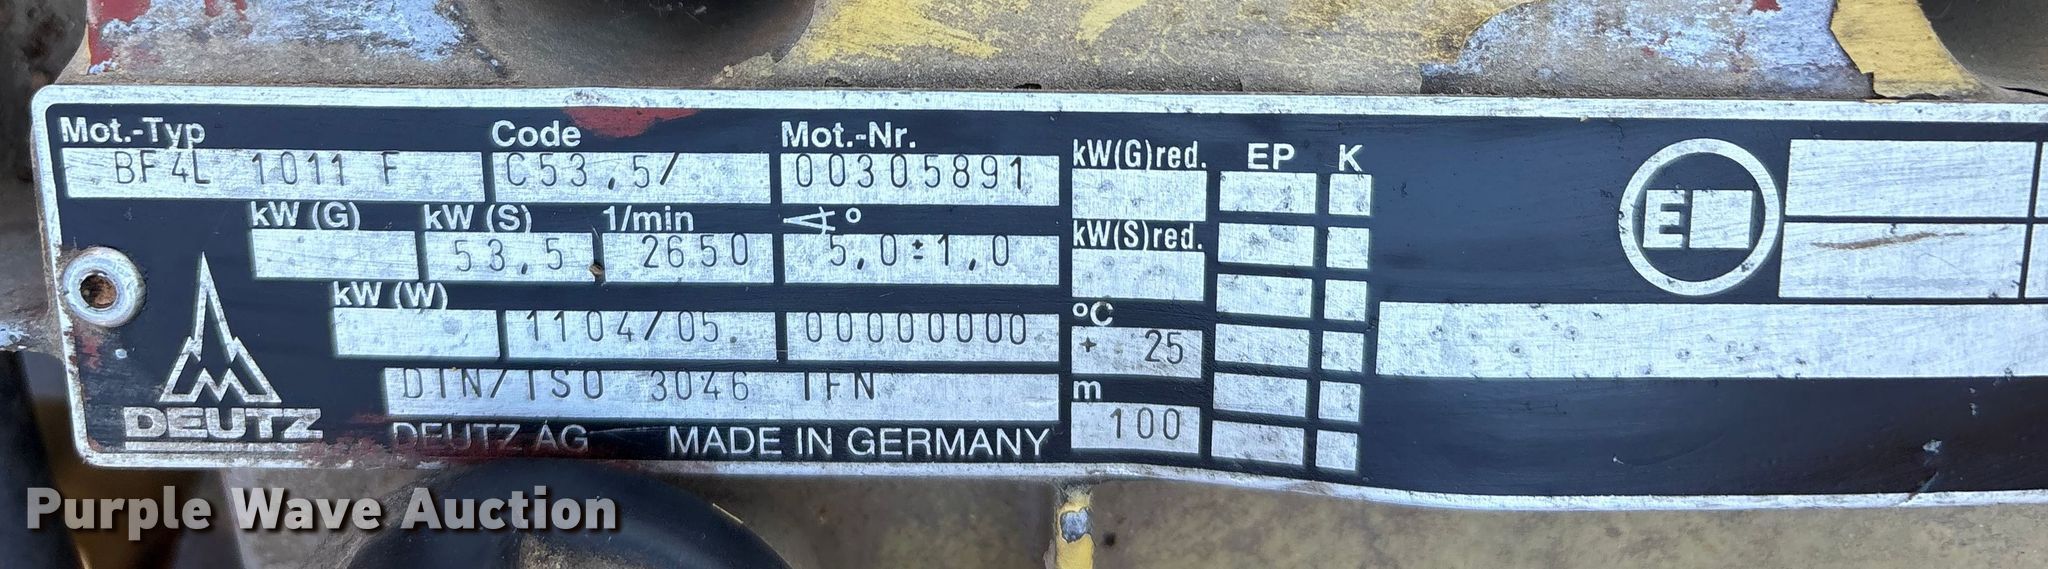 Mot.-Typ Code Mot.-Nr.
BF4L 1011 F C53,5/ 00305891 kW(G)red. EP K
kW (G) kW (S) 1/min ∢°
53,5 2650 5,0±1,0 kW(S)red.
kW (W)
1104/05 00000000 °C
+ 25
DIN/ISO 3046 IFN m
100
DEUTZ
DEUTZ AG MADE IN GERMANY
E
Purple Wave Auction